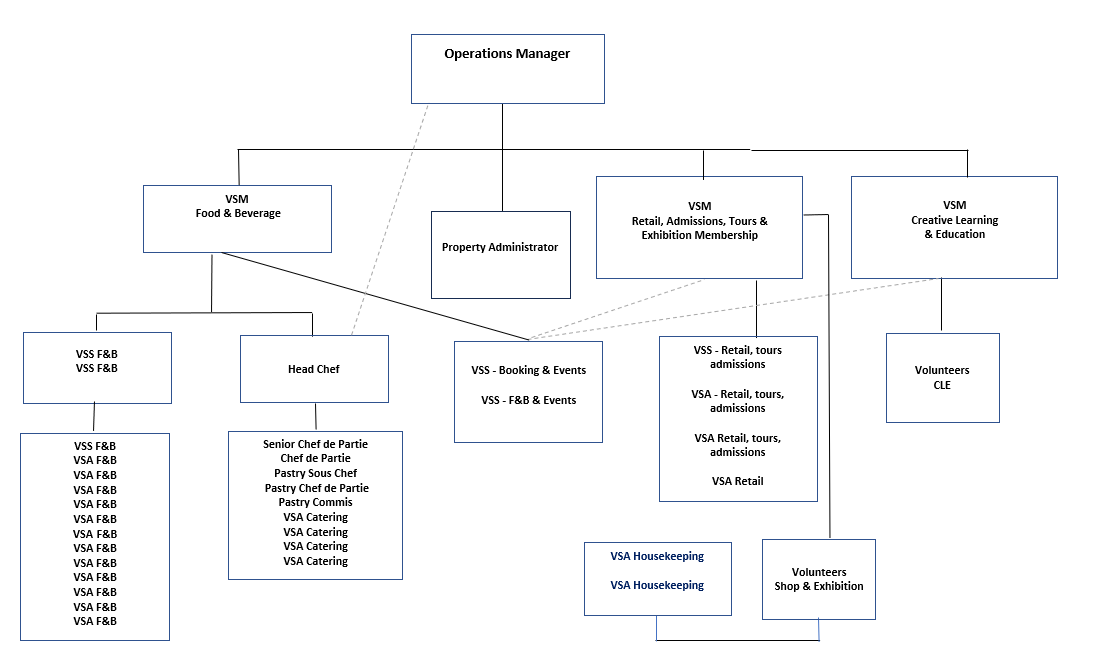 Operations Manager
VSM
Food & Beverage
Property Administrator
VSM
Retail, Admissions, Tours &
Exhibition Membership
VSM
Creative Learning
& Education
VSS F&B
VSS F&B
Head Chef
VSS - Booking & Events
VSS - F&B & Events
VSS - Retail, tours
admissions
VSA - Retail, tours,
admissions,
VSA Retail, tours,
admissions
VSA Retail
Volunteers
CLE
VSS F&B
VSA F&B
VSA F&B
VSA F&B
VSA F&B
VSA F&B
VSA F&B
VSA F&B
VSA F&B
VSA F&B
VSA F&B
VSA F&B
VSA F&B
Senior Chef de Partie
Chef de Partie
Pastry Sous Chef
Pastry Chef de Partie
Pastry Commis
VSA Catering
VSA Catering
VSA Catering
VSA Catering
VSA Housekeeping
VSA Housekeeping
Volunteers
Shop & Exhibition